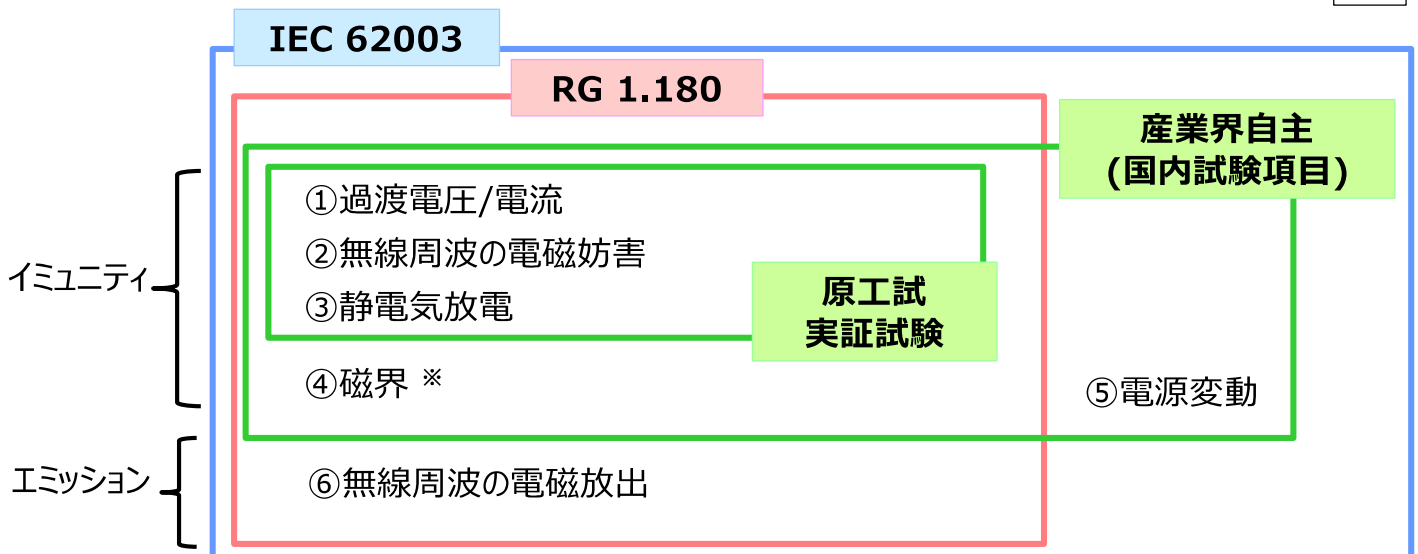 IEC 62003
RG 1.180
産業界自主
(国内試験項目)
イミュニティ
①過渡電圧/電流
②無線周波の電磁妨害
③静電気放電
原工試
実証試験
④磁界 ※
⑤電源変動
エミッション
⑥無線周波の電磁放出